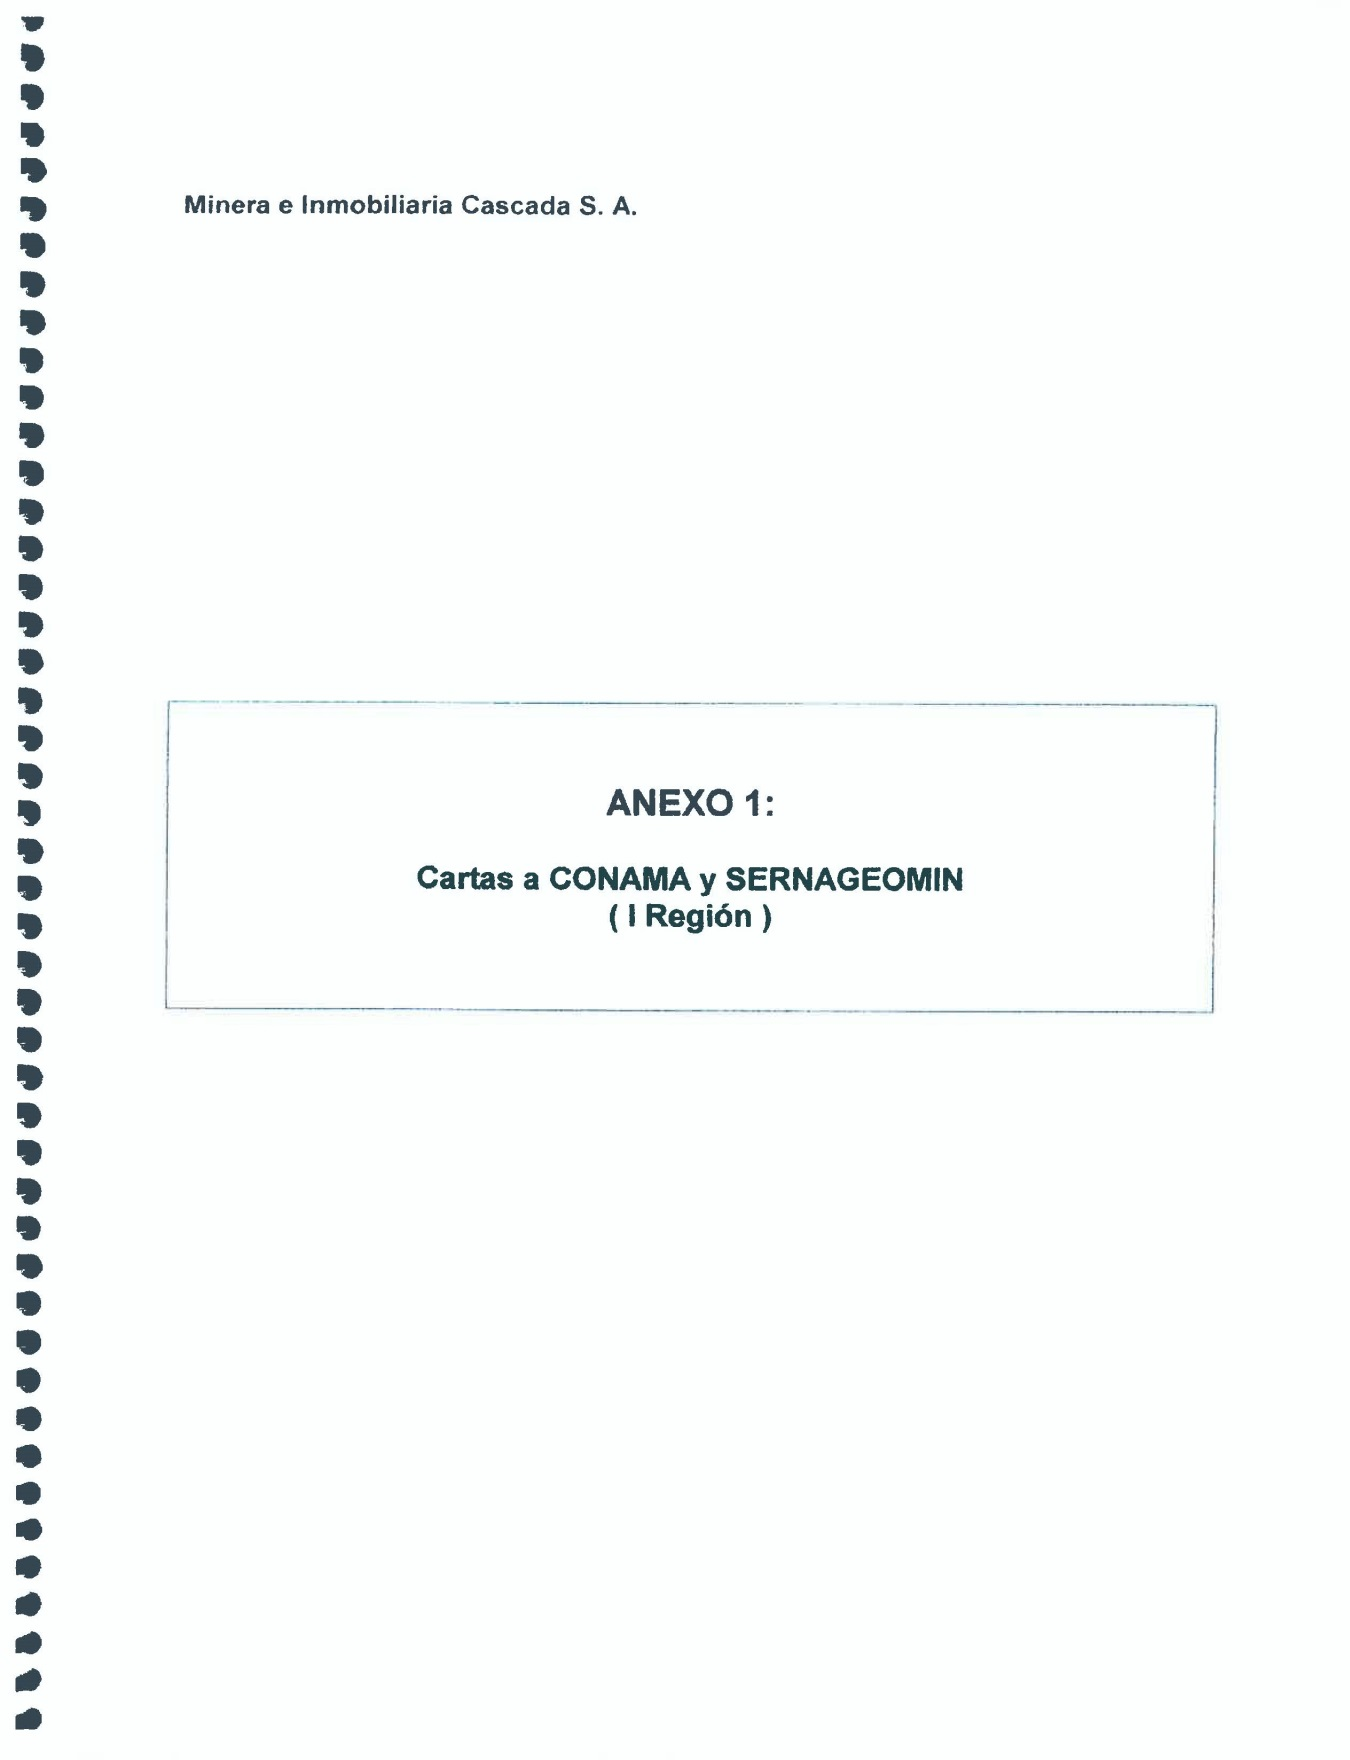 Minera e Inmobiliaria Cascada S. A.
ANEXO 1:
Cartas a CONAMA y SERNAGEOMIN
( I Región )